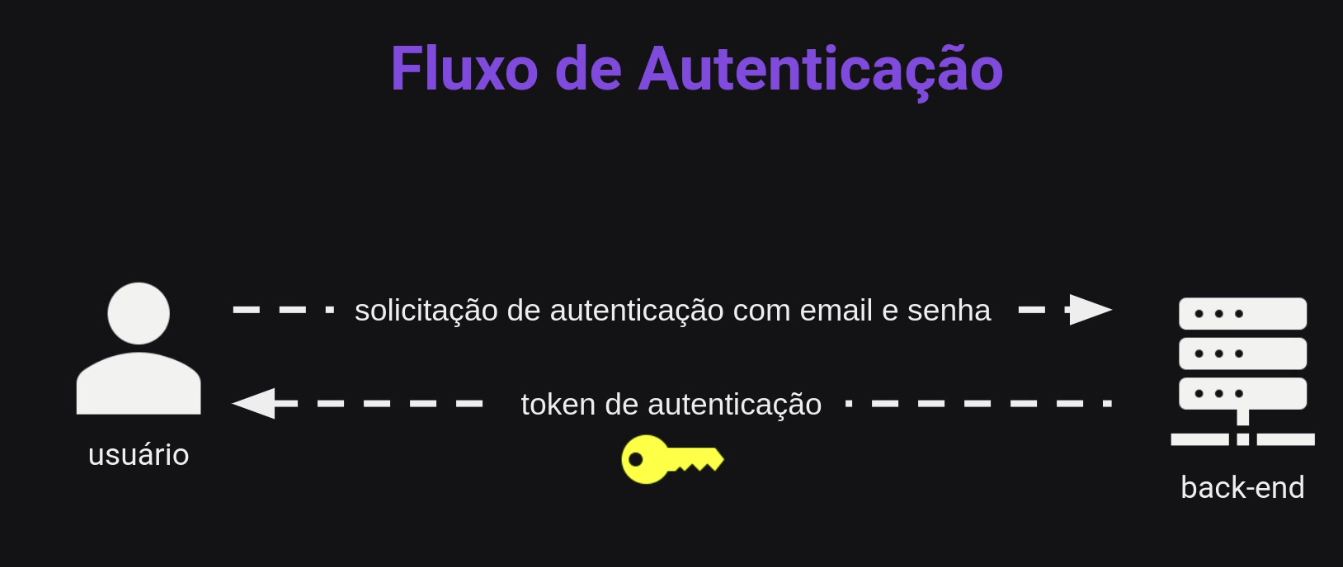 Fluxo de Autenticação
solicitação de autenticação com email e senha
token de autenticação
usuário
back-end